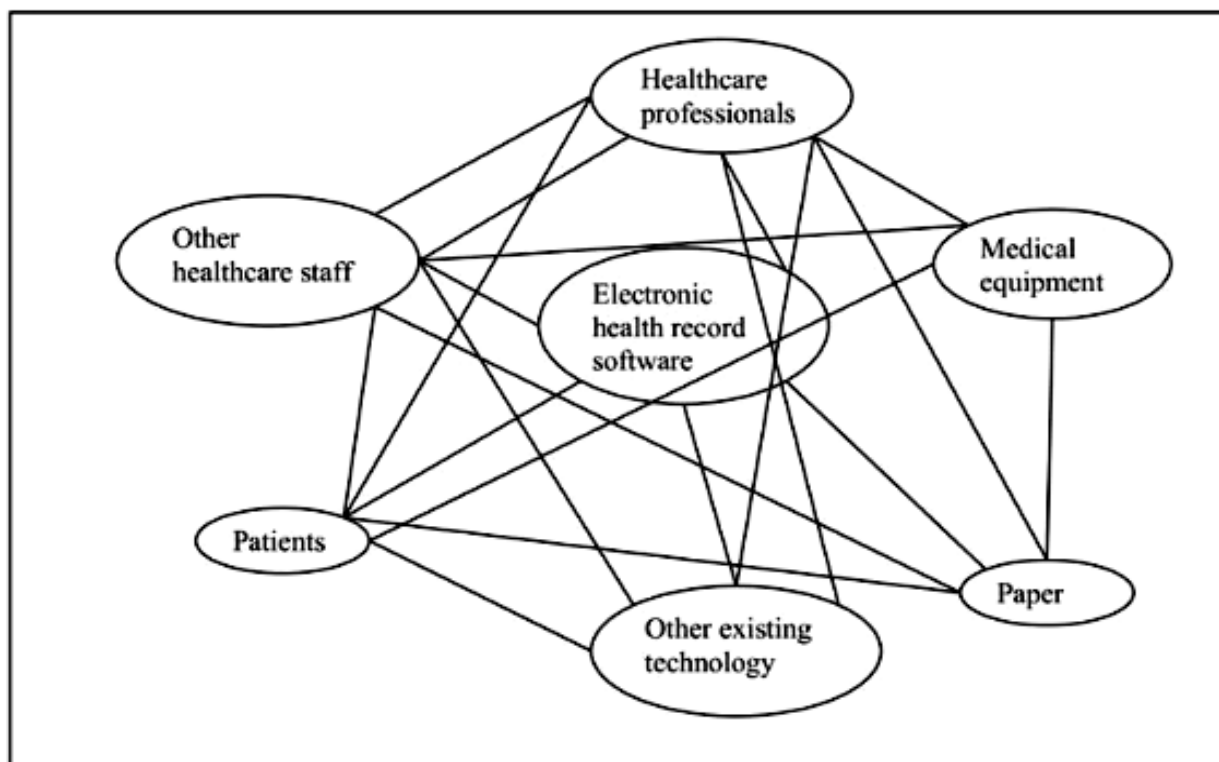 Healthcare
professionals
Other
healthcare staff
Medical
equipment
Electronic
health record
software
Patients
Paper
Other existing
technology